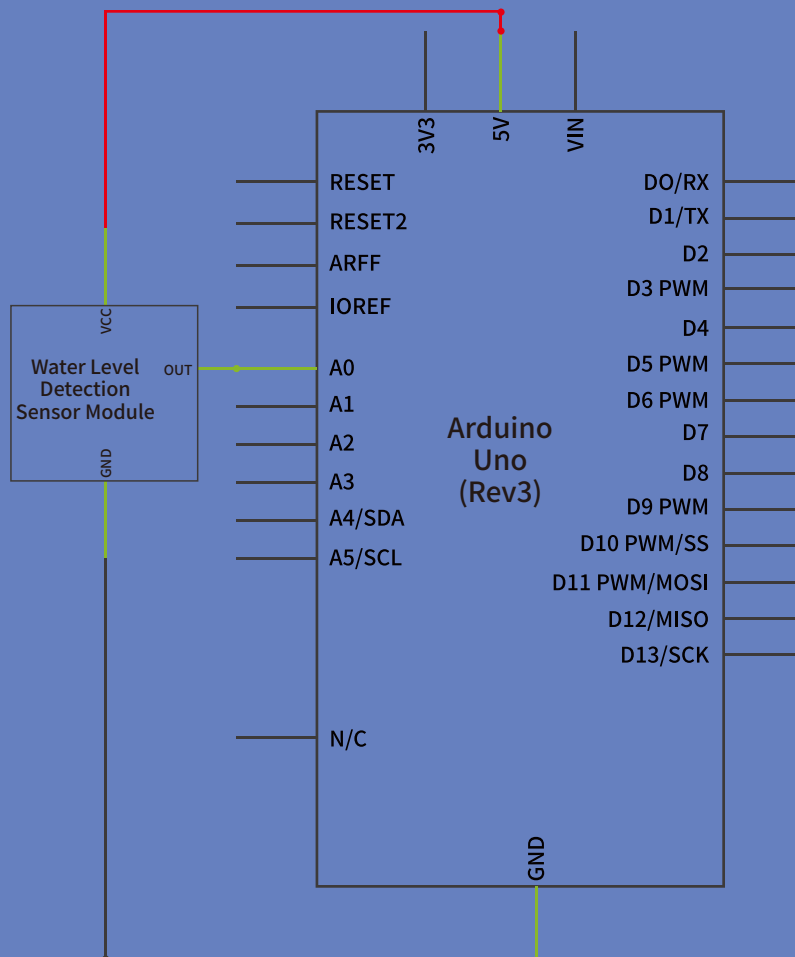 3V3
5V
VIN
RESET
RESET2
ARFF
IOREF
A0
A1
A2
A3
A4/SDA
A5/SCL
N/C
DO/RX
D1/TX
D2
D3 PWM
D4
D5 PWM
D6 PWM
D7
D8
D9 PWM
D10 PWM/SS
D11 PWM/MOSI
D12/MISO
D13/SCK
Arduino
Uno
(Rev3)
GND
VCC
Water Level
Detection
Sensor Module
OUT
GND